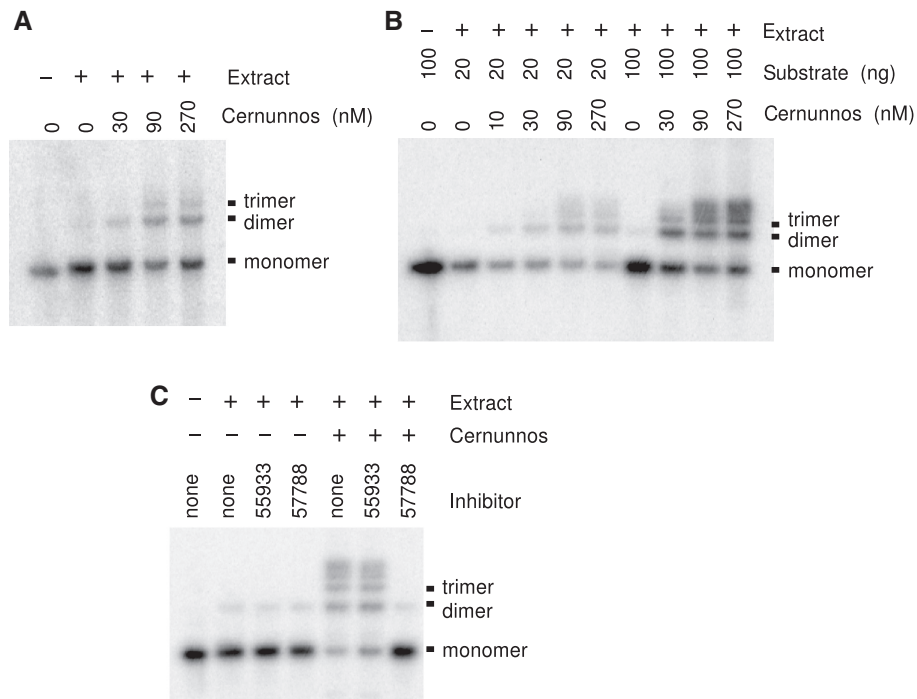 A
– + + + + Extract
0 0 30 90 270 Cernunnos (nM)
trimer
dimer
monomer
B
– + + + + + + + + + Extract
100 20 20 20 20 20 100 100 100 100 Substrate (ng)
0 0 10 30 90 270 0 30 90 270 Cernunnos (nM)
trimer
dimer
monomer
C
– + + + + + + Extract
– – – – + + + Cernunnos
none none 55933 57788 none 55933 57788 Inhibitor
trimer
dimer
monomer